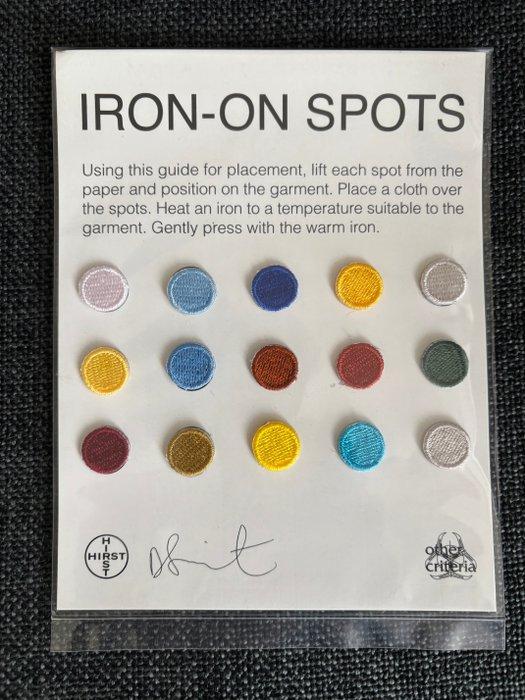 IRON-ON SPOTS
Using this guide for placement, lift each spot from the
paper and position on the garment. Place a cloth over
the spots. Heat an iron to a temperature suitable to the
garment. Gently press with the warm iron.
HIRST
HIRST
other
criteria